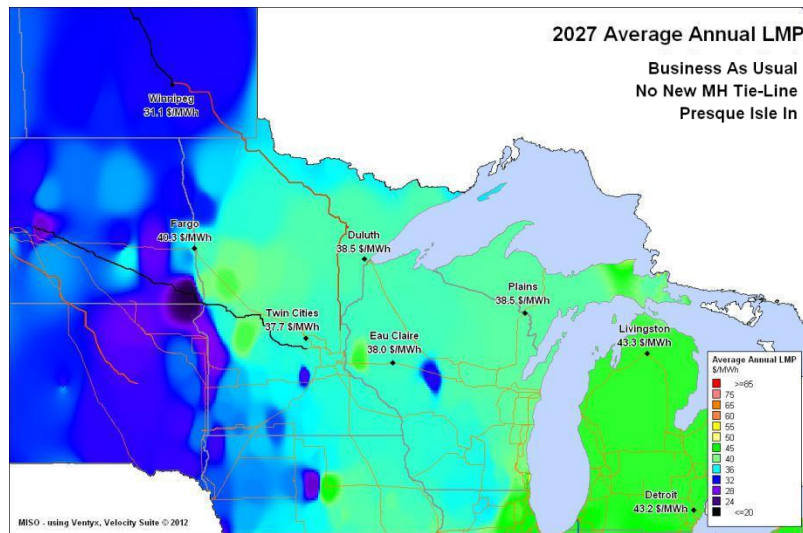 2027 Average Annual LMP
Business As Usual
No New MH Tie-Line
Presque Isle In
Winnipeg
31.1 $/MWh
Fargo
40.3 $/MWh
Duluth
38.5 $/MWh
Plains
38.5 $/MWh
Twin Cities
37.7 $/MWh
Eau Claire
38.0 $/MWh
Livingston
43.3 $/MWh
Detroit
43.2 $/MWh
Average Annual LMP
$/MWh
>=85
75
65
60
55
50
45
40
36
32
28
24
<=20
MISO - using Ventyx, Velocity Suite © 2012